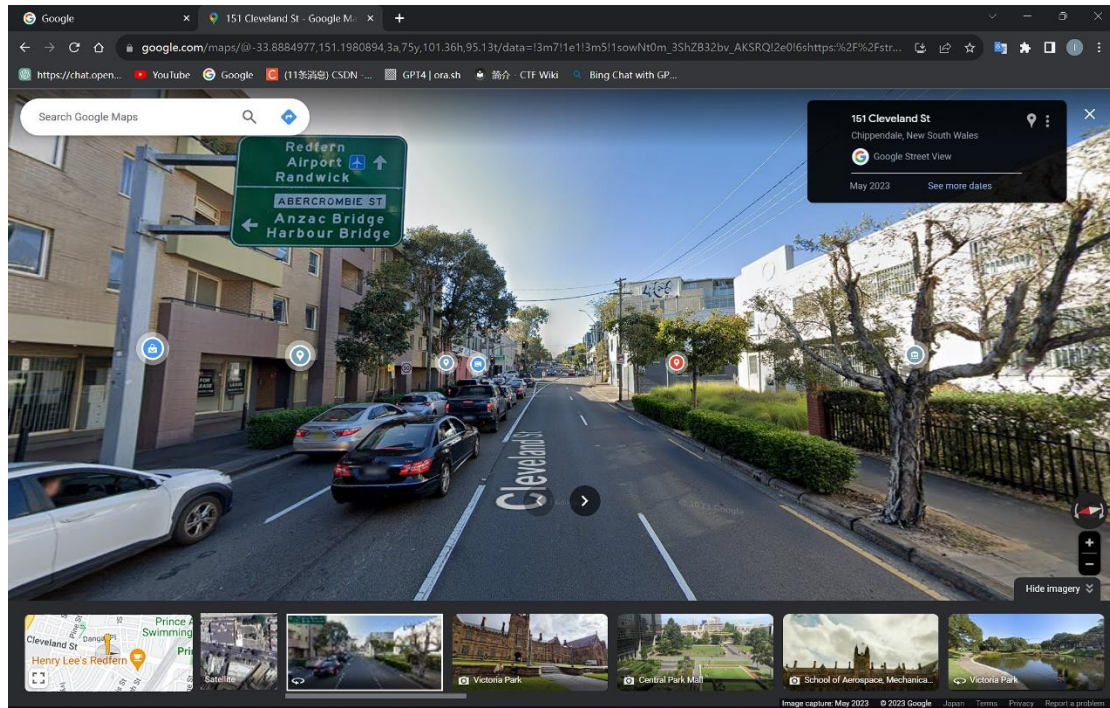 Google
151 Cleveland St - Google Ma
google.com/maps/@-33.8884977,151.1980894,3a,75y,101.36h,95.13t/data=!3m7!1e1!3m5!1sowNt0m_3ShZB32bv_AKSRQ!2e0!6shttps:%2F%2Fstr...
https://chat.open...
YouTube
Google
(11条消息) CSDN -...
GPT4 | ora.sh
简介 - CTF Wiki
Bing Chat with GP...
Search Google Maps
151 Cleveland St
Chippendale, New South Wales
Google Street View
May 2023
See more dates
Redfern
Airport
Randwick
ABERCROMBIE ST
Anzac Bridge
Harbour Bridge
FOR LEASE
LEASE
Cleveland St
© 2023 Google
Hide imagery
Cleveland St
Prince A
Swimming
Henry Lee's Redfern
Satellite
Victoria Park
Central Park Mall
School of Aerospace, Mechanica...
Victoria Park
Image capture: May 2023 © 2023 Google Japan Terms Privacy Report a problem